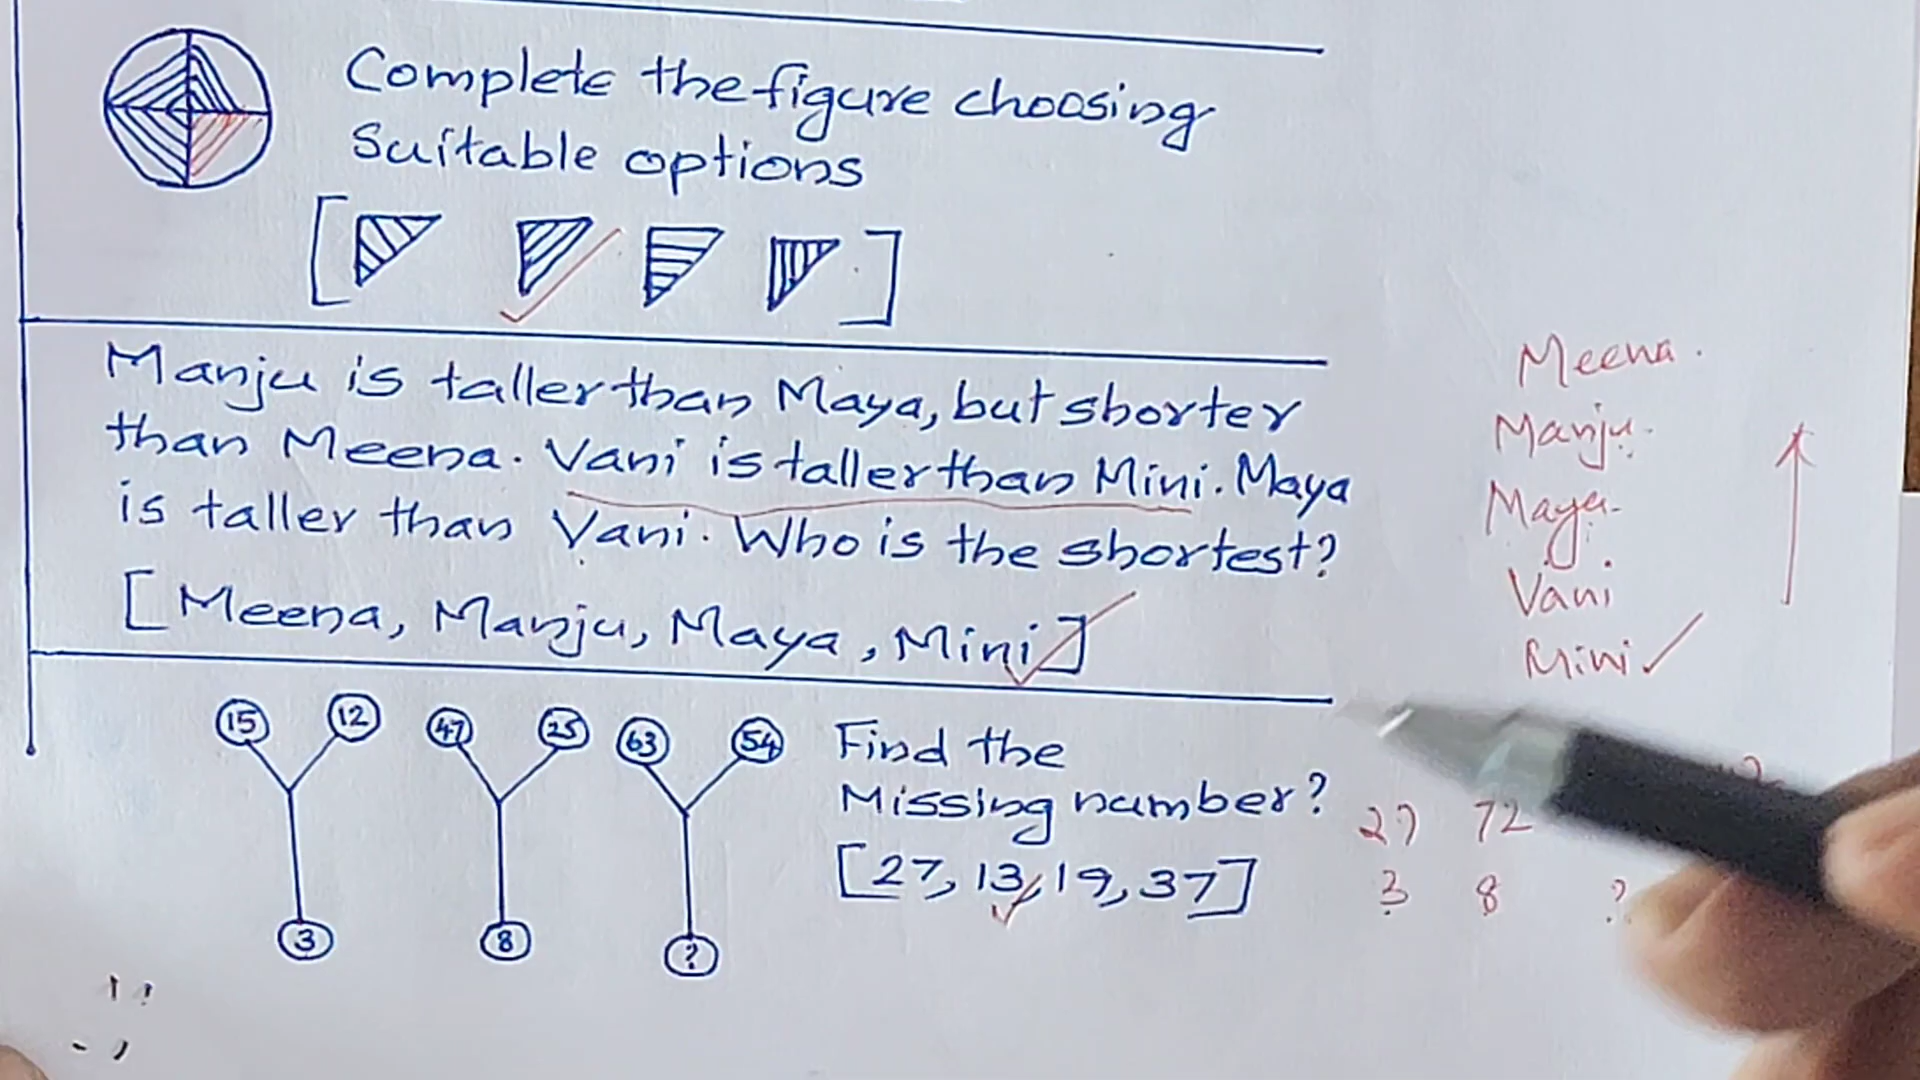 Complete the figure choosing
Suitable options
Manju is taller than Maya, but shorter
than Meena. Vani is taller than Mini. Maya
is taller than Vani. Who is the shortest?
[Meena, Manju, Maya, Mini]
Meena.
Manju.
Maya.
Vani
Mini
15 12 47 25 63 54
3 8 ?
Find the
Missing number?
[27, 13, 19, 37]
27 72
3 8 ?